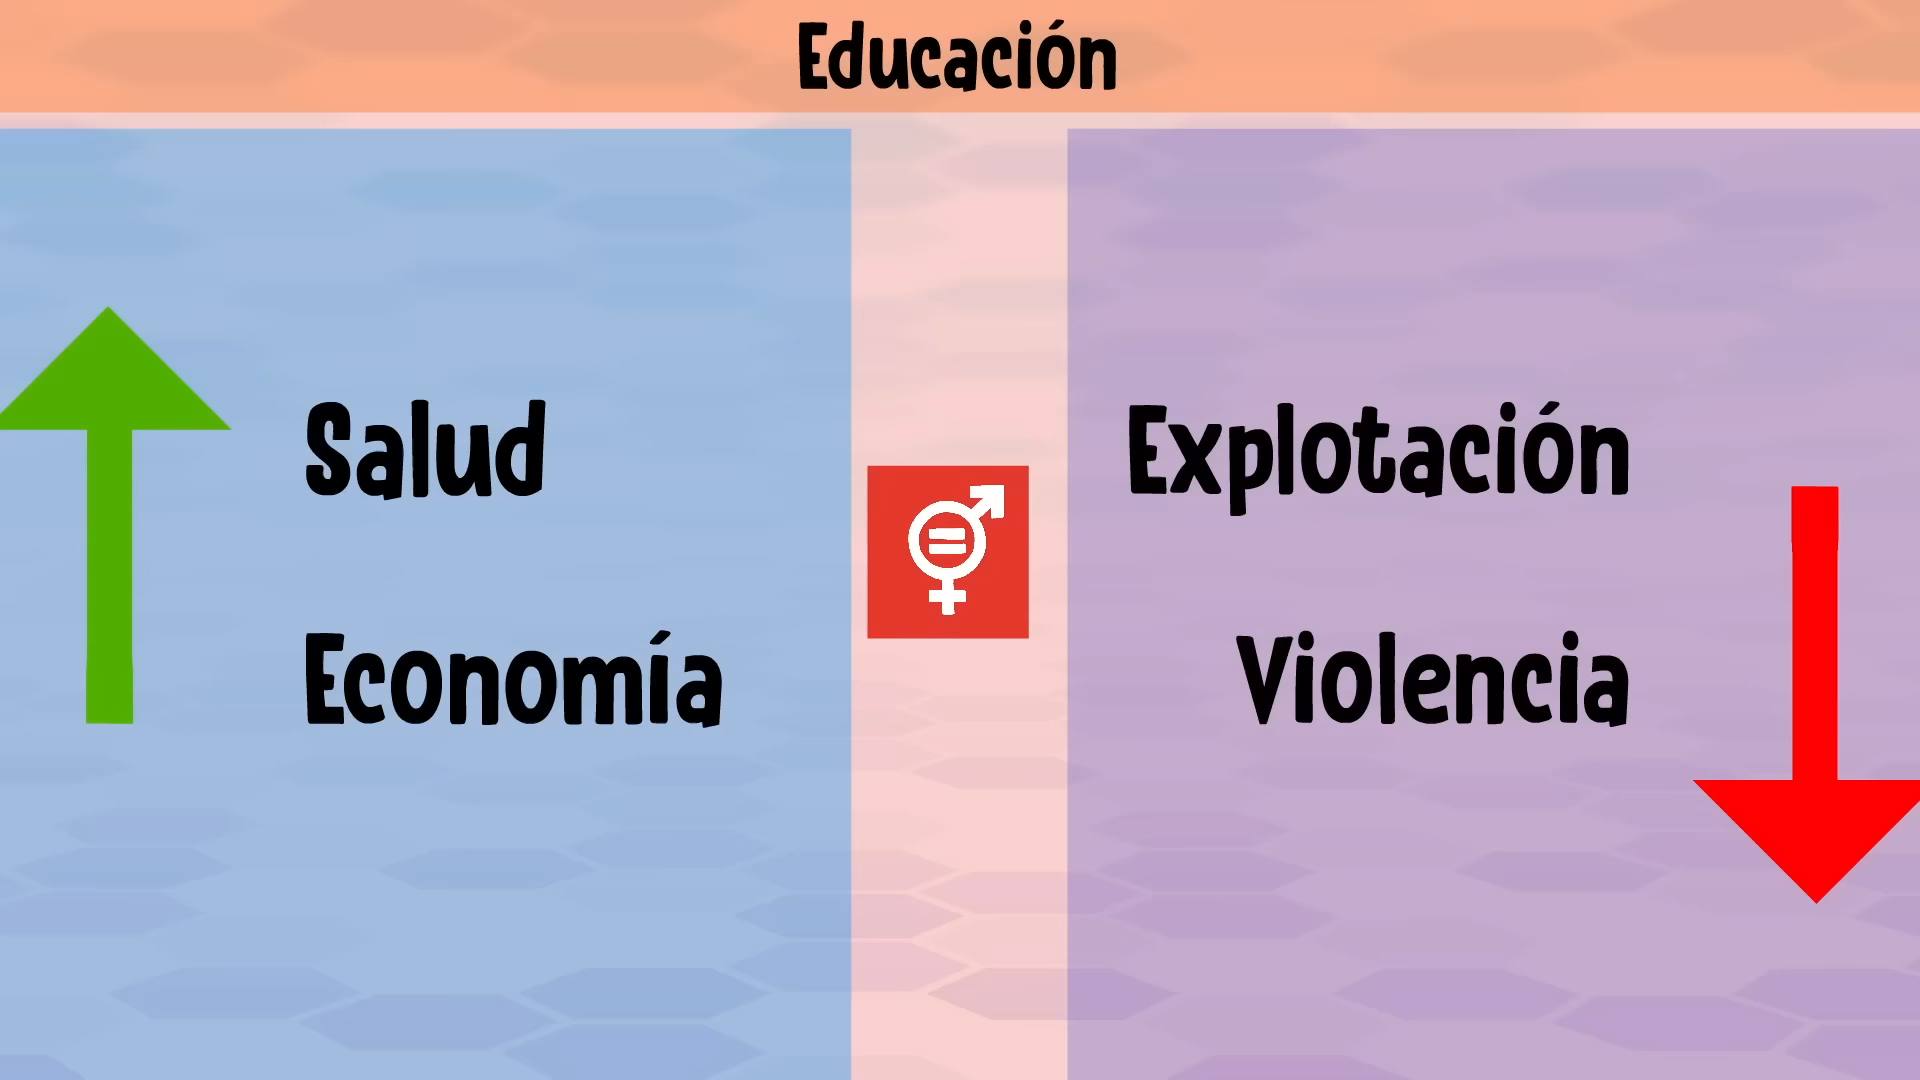 Educación
Salud
Economía
Explotación
Violencia